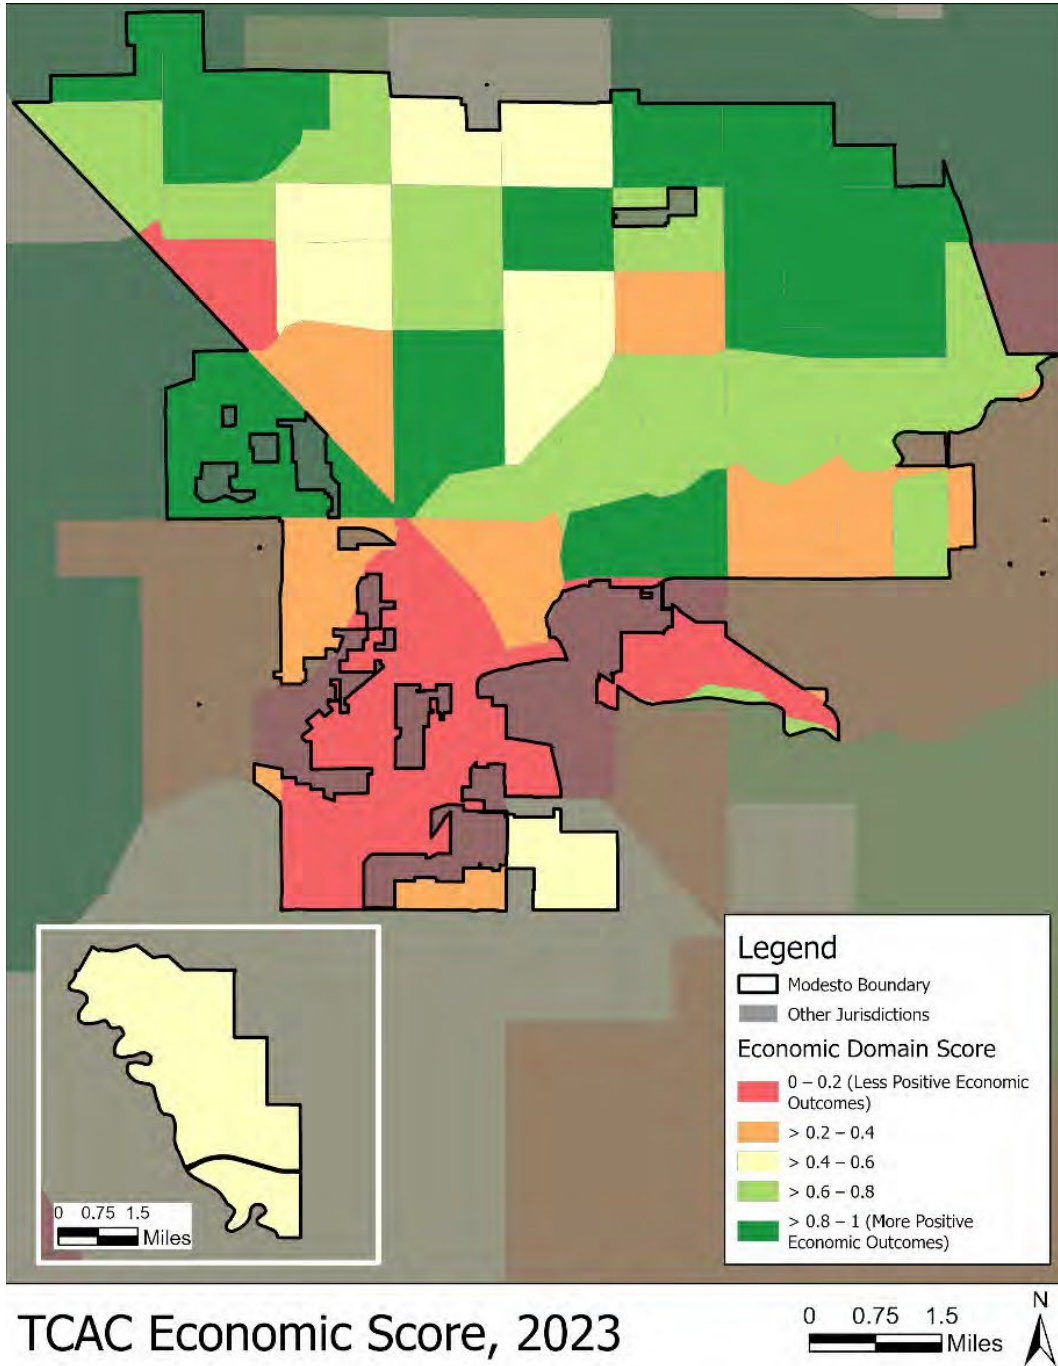 Legend
Modesto Boundary
Other Jurisdictions
Economic Domain Score
0 – 0.2 (Less Positive Economic
Outcomes)
> 0.2 – 0.4
> 0.4 – 0.6
> 0.6 – 0.8
> 0.8 – 1 (More Positive
Economic Outcomes)
0 0.75 1.5
Miles
TCAC Economic Score, 2023
0 0.75 1.5
Miles
N